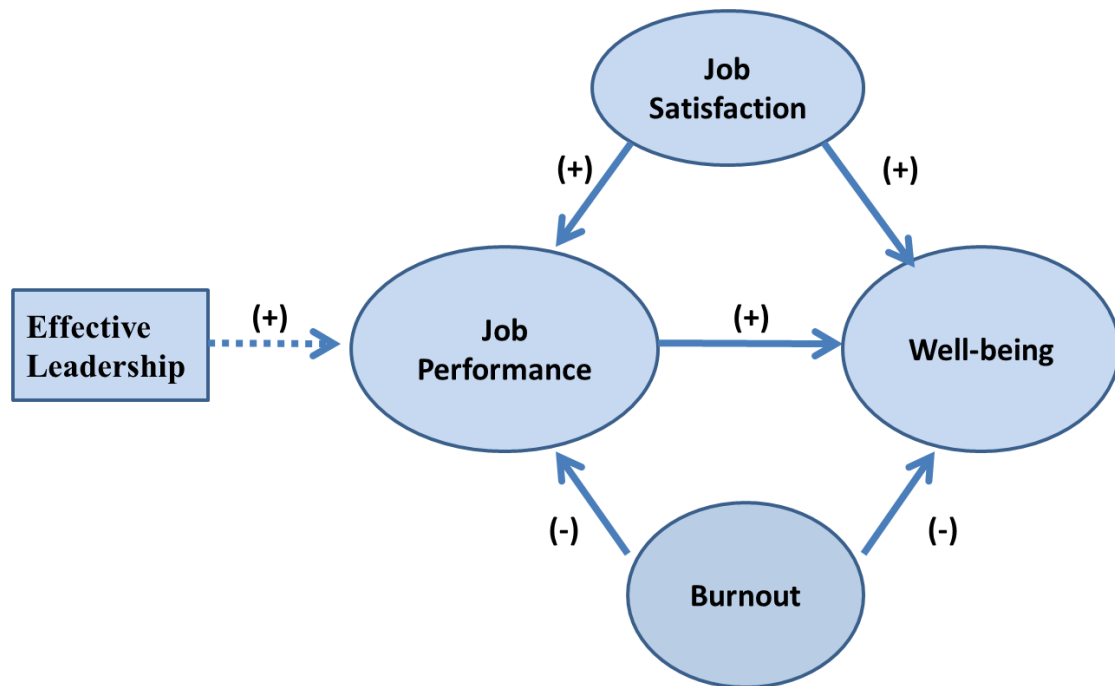 Job
Satisfaction
(+)
(+)
Effective
Leadership
(+)
Job
Performance
(+)
Well-being
(-)
(-)
Burnout